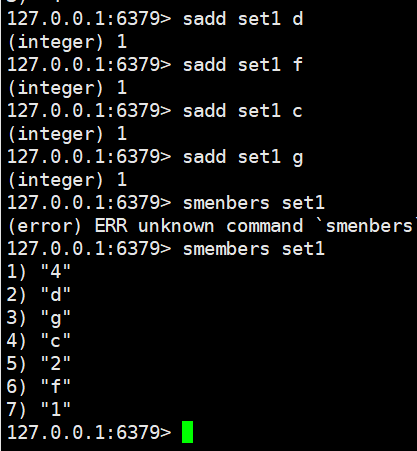 127.0.0.1:6379> sadd set1 d
(integer) 1
127.0.0.1:6379> sadd set1 f
(integer) 1
127.0.0.1:6379> sadd set1 c
(integer) 1
127.0.0.1:6379> sadd set1 g
(integer) 1
127.0.0.1:6379> smenbers set1
(error) ERR unknown command `smenbers`
127.0.0.1:6379> smembers set1
1) "4"
2) "d"
3) "g"
4) "c"
5) "2"
6) "f"
7) "1"
127.0.0.1:6379>